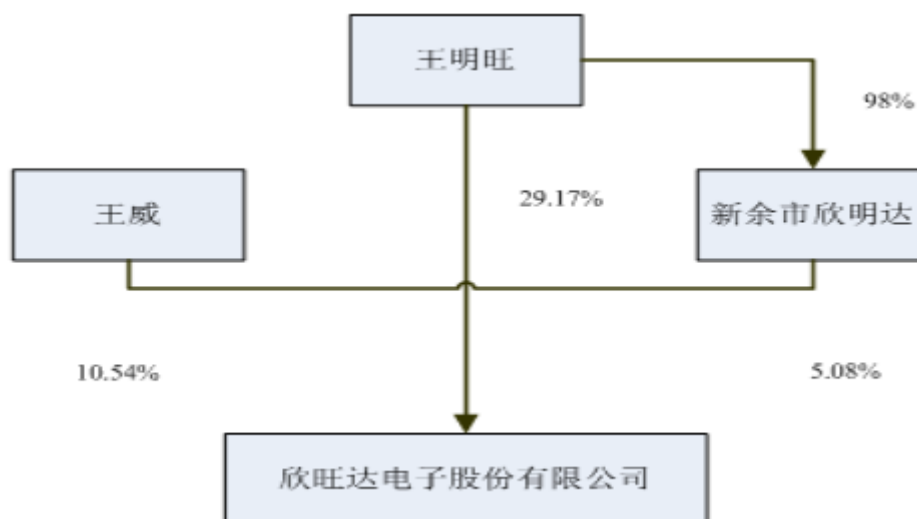 王明旺
98%
王威
29.17%
新余市欣明达
10.54%
5.08%
欣旺达电子股份有限公司